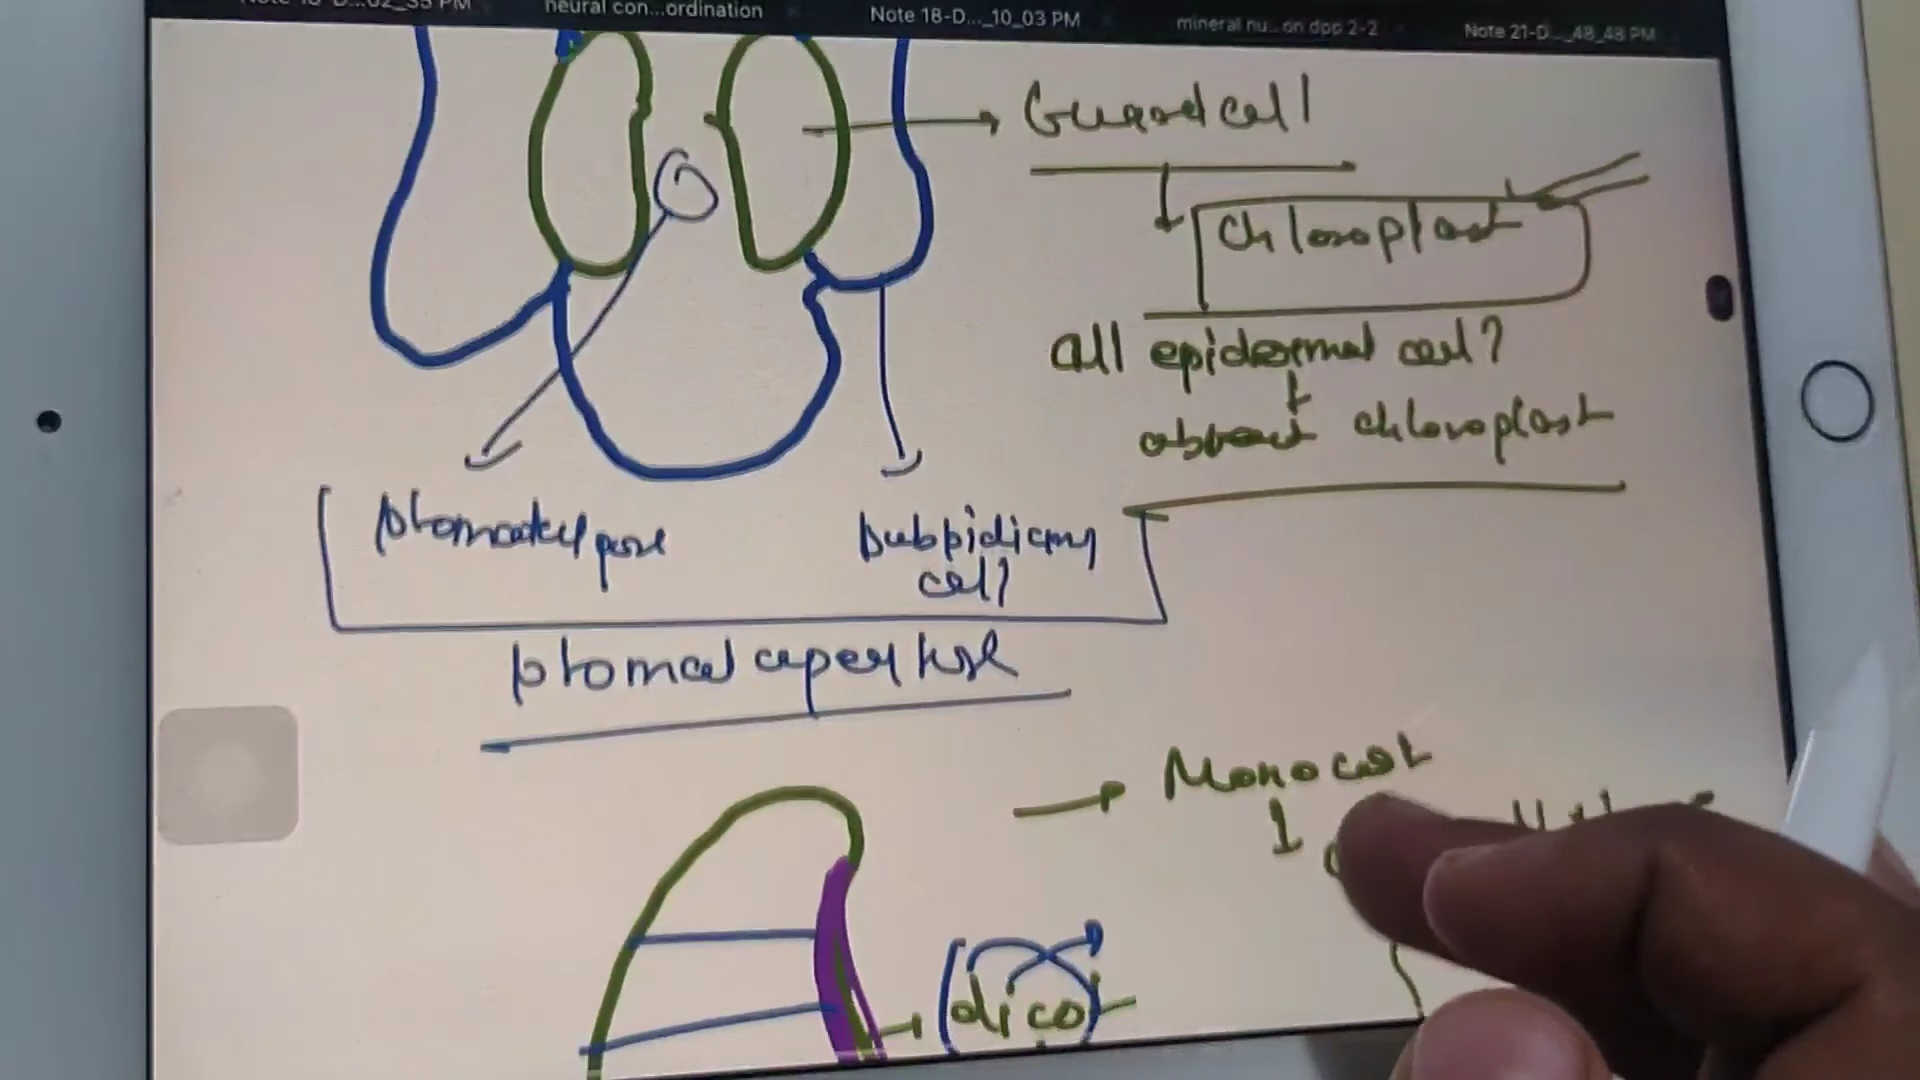 neural con...ordination
Note 18-D..._10_03 PM
mineral nu...on dpp 2-2
Note 21-D..._48_48 PM
Guard cell
Chloroplast
all epidermal cell?
absent chloroplast
stomatal pore
subsidiary
cell?
stomatal aperture
Monocot
dicot